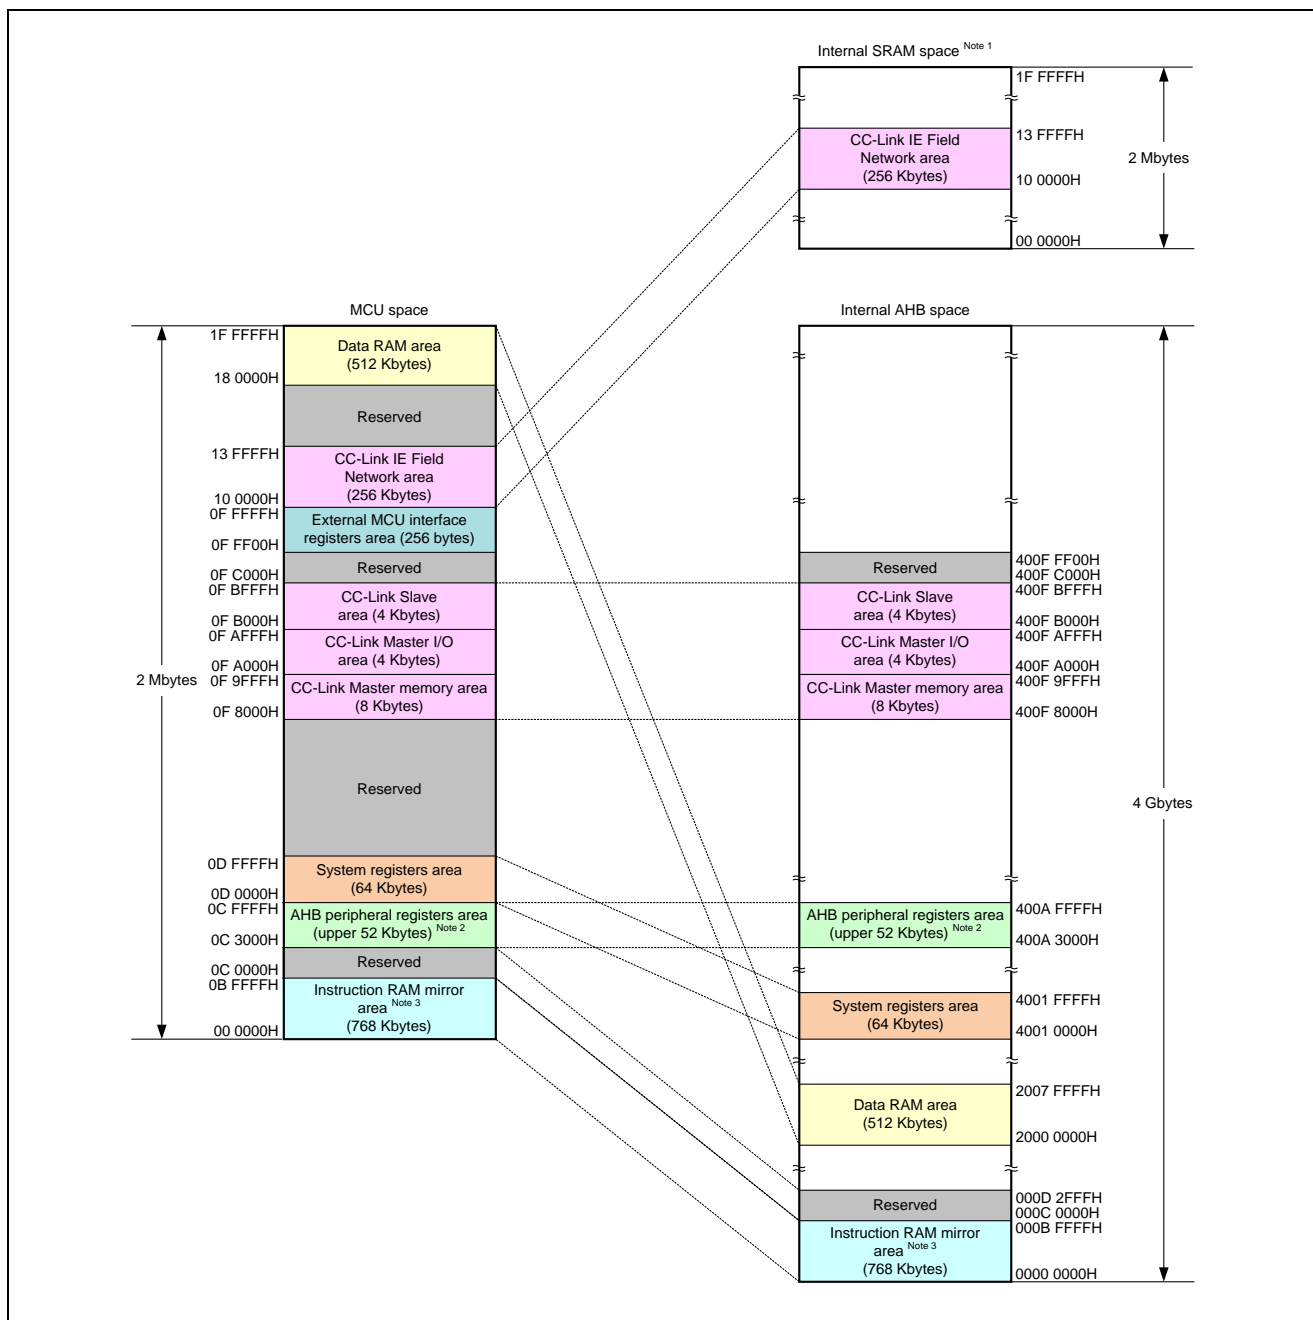 Internal SRAM space Note 1
1F FFFFH
13 FFFFH
CC-Link IE Field
Network area
(256 Kbytes)
2 Mbytes
10 0000H
00 0000H
MCU space
1F FFFFH
Data RAM area
(512 Kbytes)
18 0000H
Reserved
13 FFFFH
CC-Link IE Field
Network area
(256 Kbytes)
10 0000H
0F FFFFH
External MCU interface
registers area (256 bytes)
0F FF00H
Reserved
0F C000H
0F BFFFH
CC-Link Slave
area (4 Kbytes)
0F B000H
0F AFFFH
CC-Link Master I/O
area (4 Kbytes)
0F A000H
2 Mbytes
0F 9FFFH
CC-Link Master memory area
(8 Kbytes)
0F 8000H
Reserved
0D FFFFH
System registers area
(64 Kbytes)
0D 0000H
0C FFFFH
AHB peripheral registers area
(upper 52 Kbytes) Note 2
0C 3000H
Reserved
0C 0000H
0B FFFFH
Instruction RAM mirror
area Note 3
(768 Kbytes)
00 0000H
Internal AHB space
400F FF00H
Reserved
400F C000H
400F BFFFH
CC-Link Slave
area (4 Kbytes)
400F B000H
400F AFFFH
CC-Link Master I/O
area (4 Kbytes)
400F A000H
400F 9FFFH
CC-Link Master memory area
(8 Kbytes)
400F 8000H
4 Gbytes
400A FFFFH
AHB peripheral registers area
(upper 52 Kbytes) Note 2
400A 3000H
4001 FFFFH
System registers area
(64 Kbytes)
4001 0000H
2007 FFFFH
Data RAM area
(512 Kbytes)
2000 0000H
000D 2FFFH
Reserved
000C 0000H
000B FFFFH
Instruction RAM mirror
area Note 3
(768 Kbytes)
0000 0000H